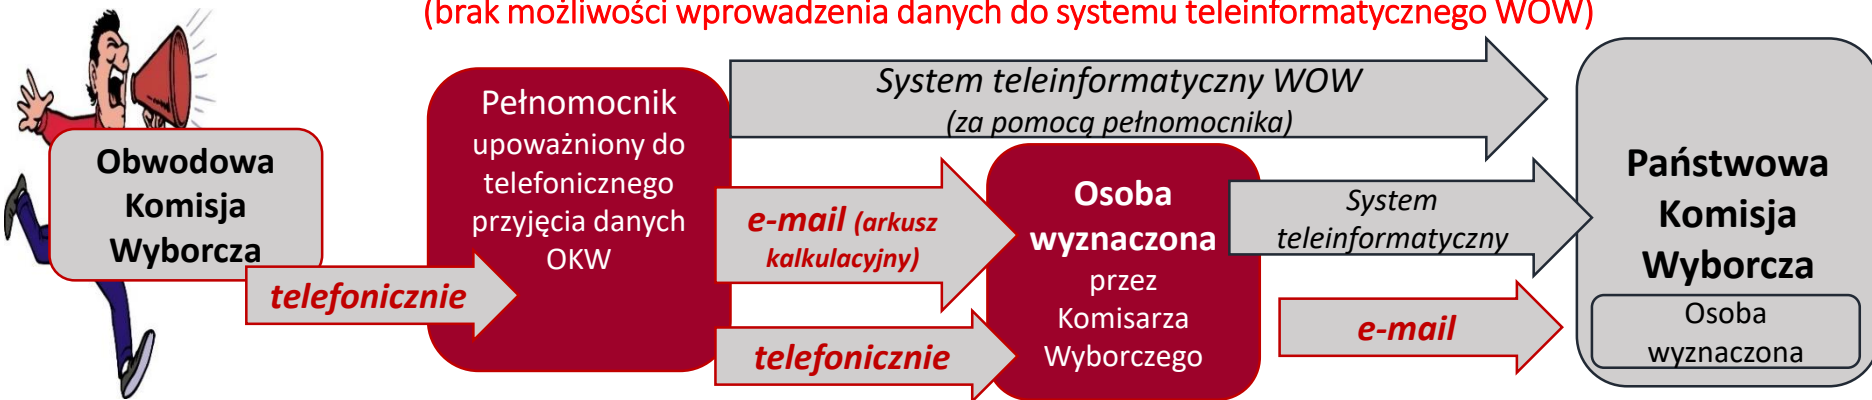 (brak możliwości wprowadzenia danych do systemu teleinformatycznego WOW)
Obwodowa
Komisja
Wyborcza
telefonicznie
Pełnomocnik
upoważniony do
telefonicznego
przyjęcia danych
OKW
System teleinformatyczny WOW
(za pomocą pełnomocnika)
e-mail (arkusz
kalkulacyjny)
telefonicznie
Osoba
wyznaczona
przez
Komisarza
Wyborczego
System
teleinformatyczny
e-mail
Państwowa
Komisja
Wyborcza
Osoba
wyznaczona